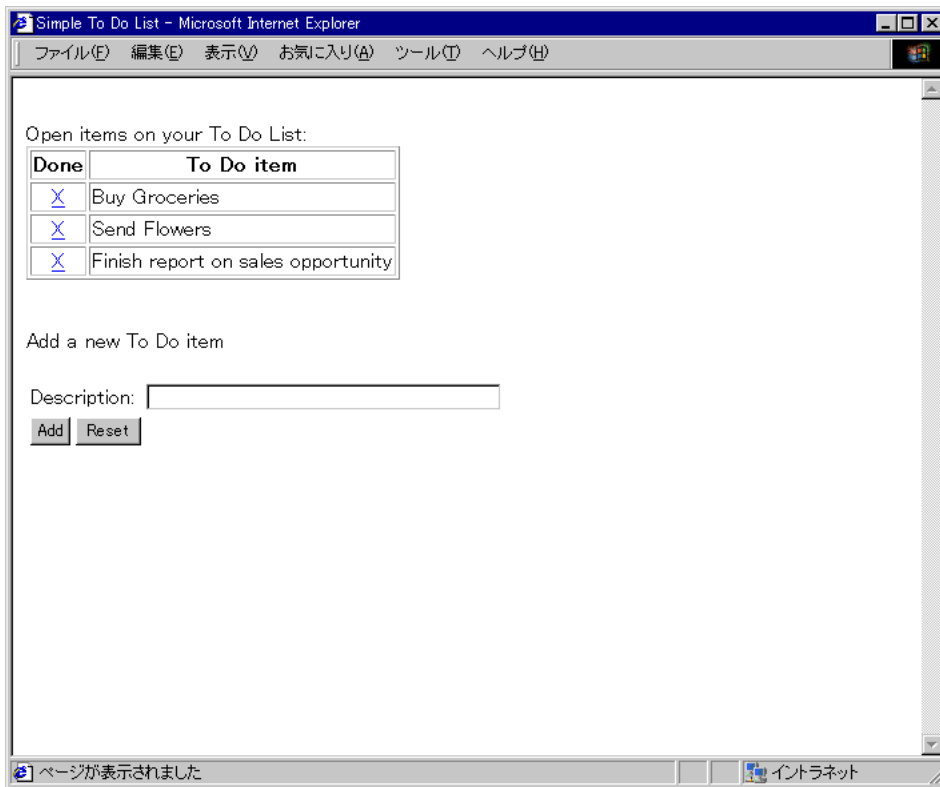 Simple To Do List - Microsoft Internet Explorer
ファイル(F) 編集(E) 表示(V) お気に入り(A) ツール(T) ヘルプ(H)
Open items on your To Do List:
Done To Do item
X Buy Groceries
X Send Flowers
X Finish report on sales opportunity
Add a new To Do item
Description:
Add Reset
ページが表示されました イントラネット